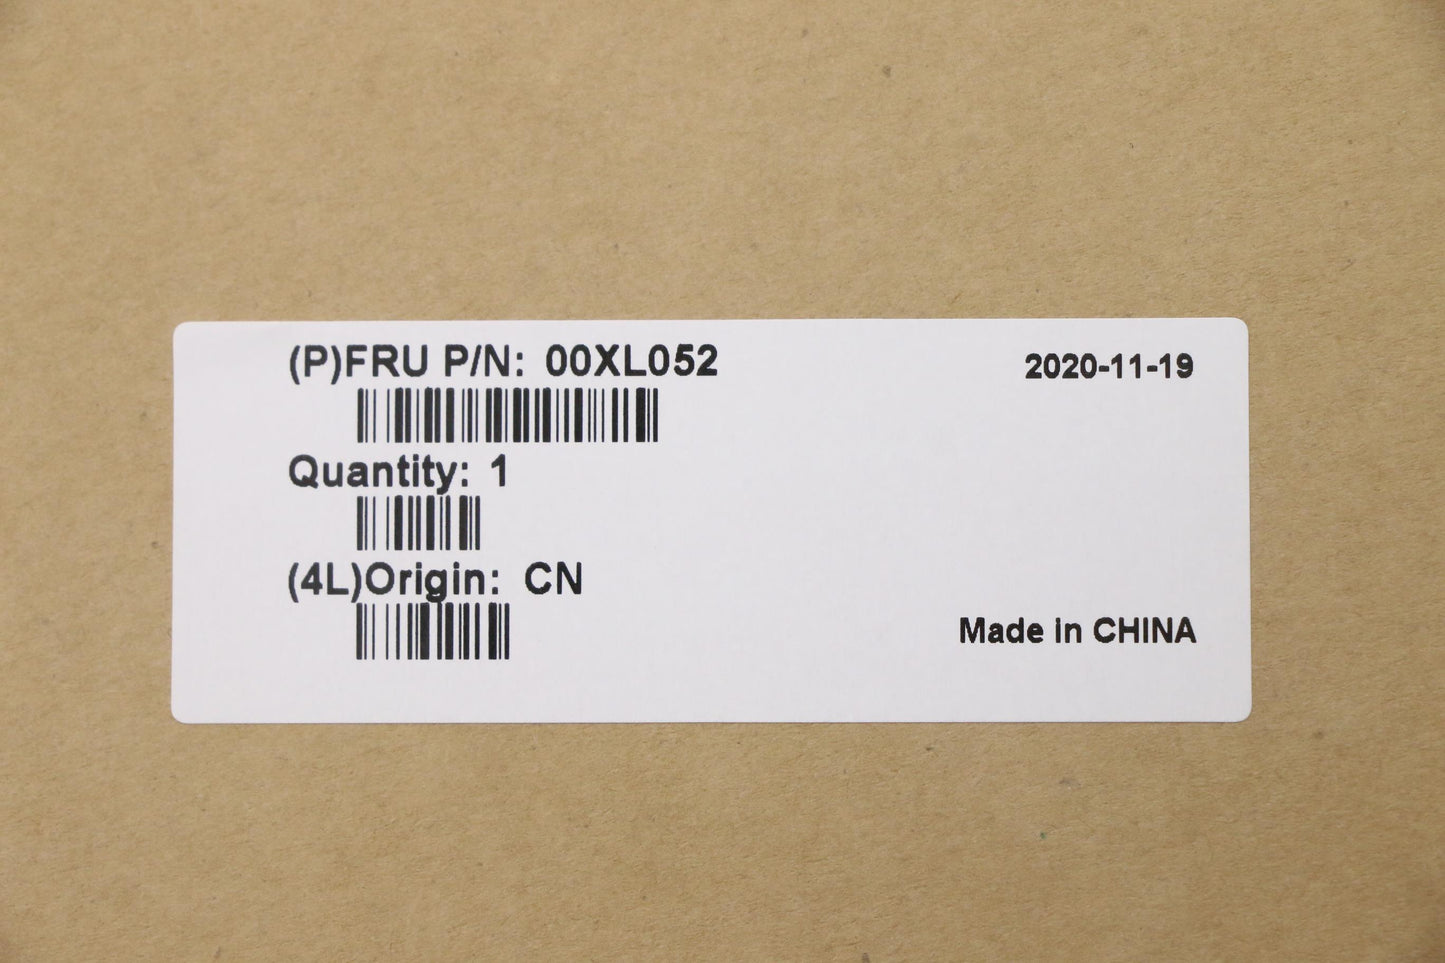 (P)FRU P/N: 00XL052
2020-11-19
Quantity: 1
(4L)Origin: CN
Made in CHINA